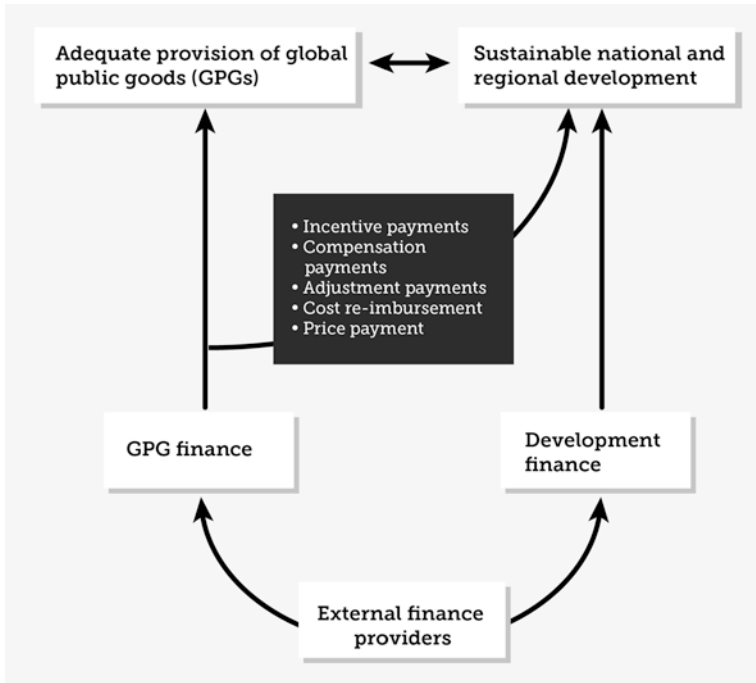 Adequate provision of global
public goods (GPGs)
Sustainable national and
regional development
• Incentive payments
• Compensation
payments
• Adjustment payments
• Cost re-imbursement
• Price payment
GPG finance
Development
finance
External finance
providers